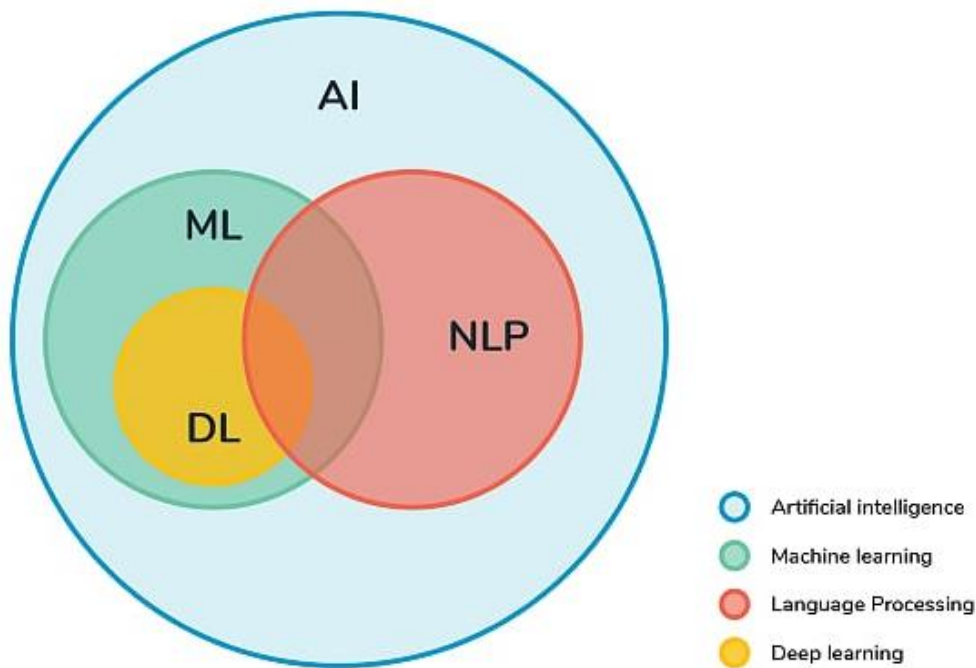 AI
ML
NLP
DL
Artificial intelligence
Machine learning
Language Processing
Deep learning